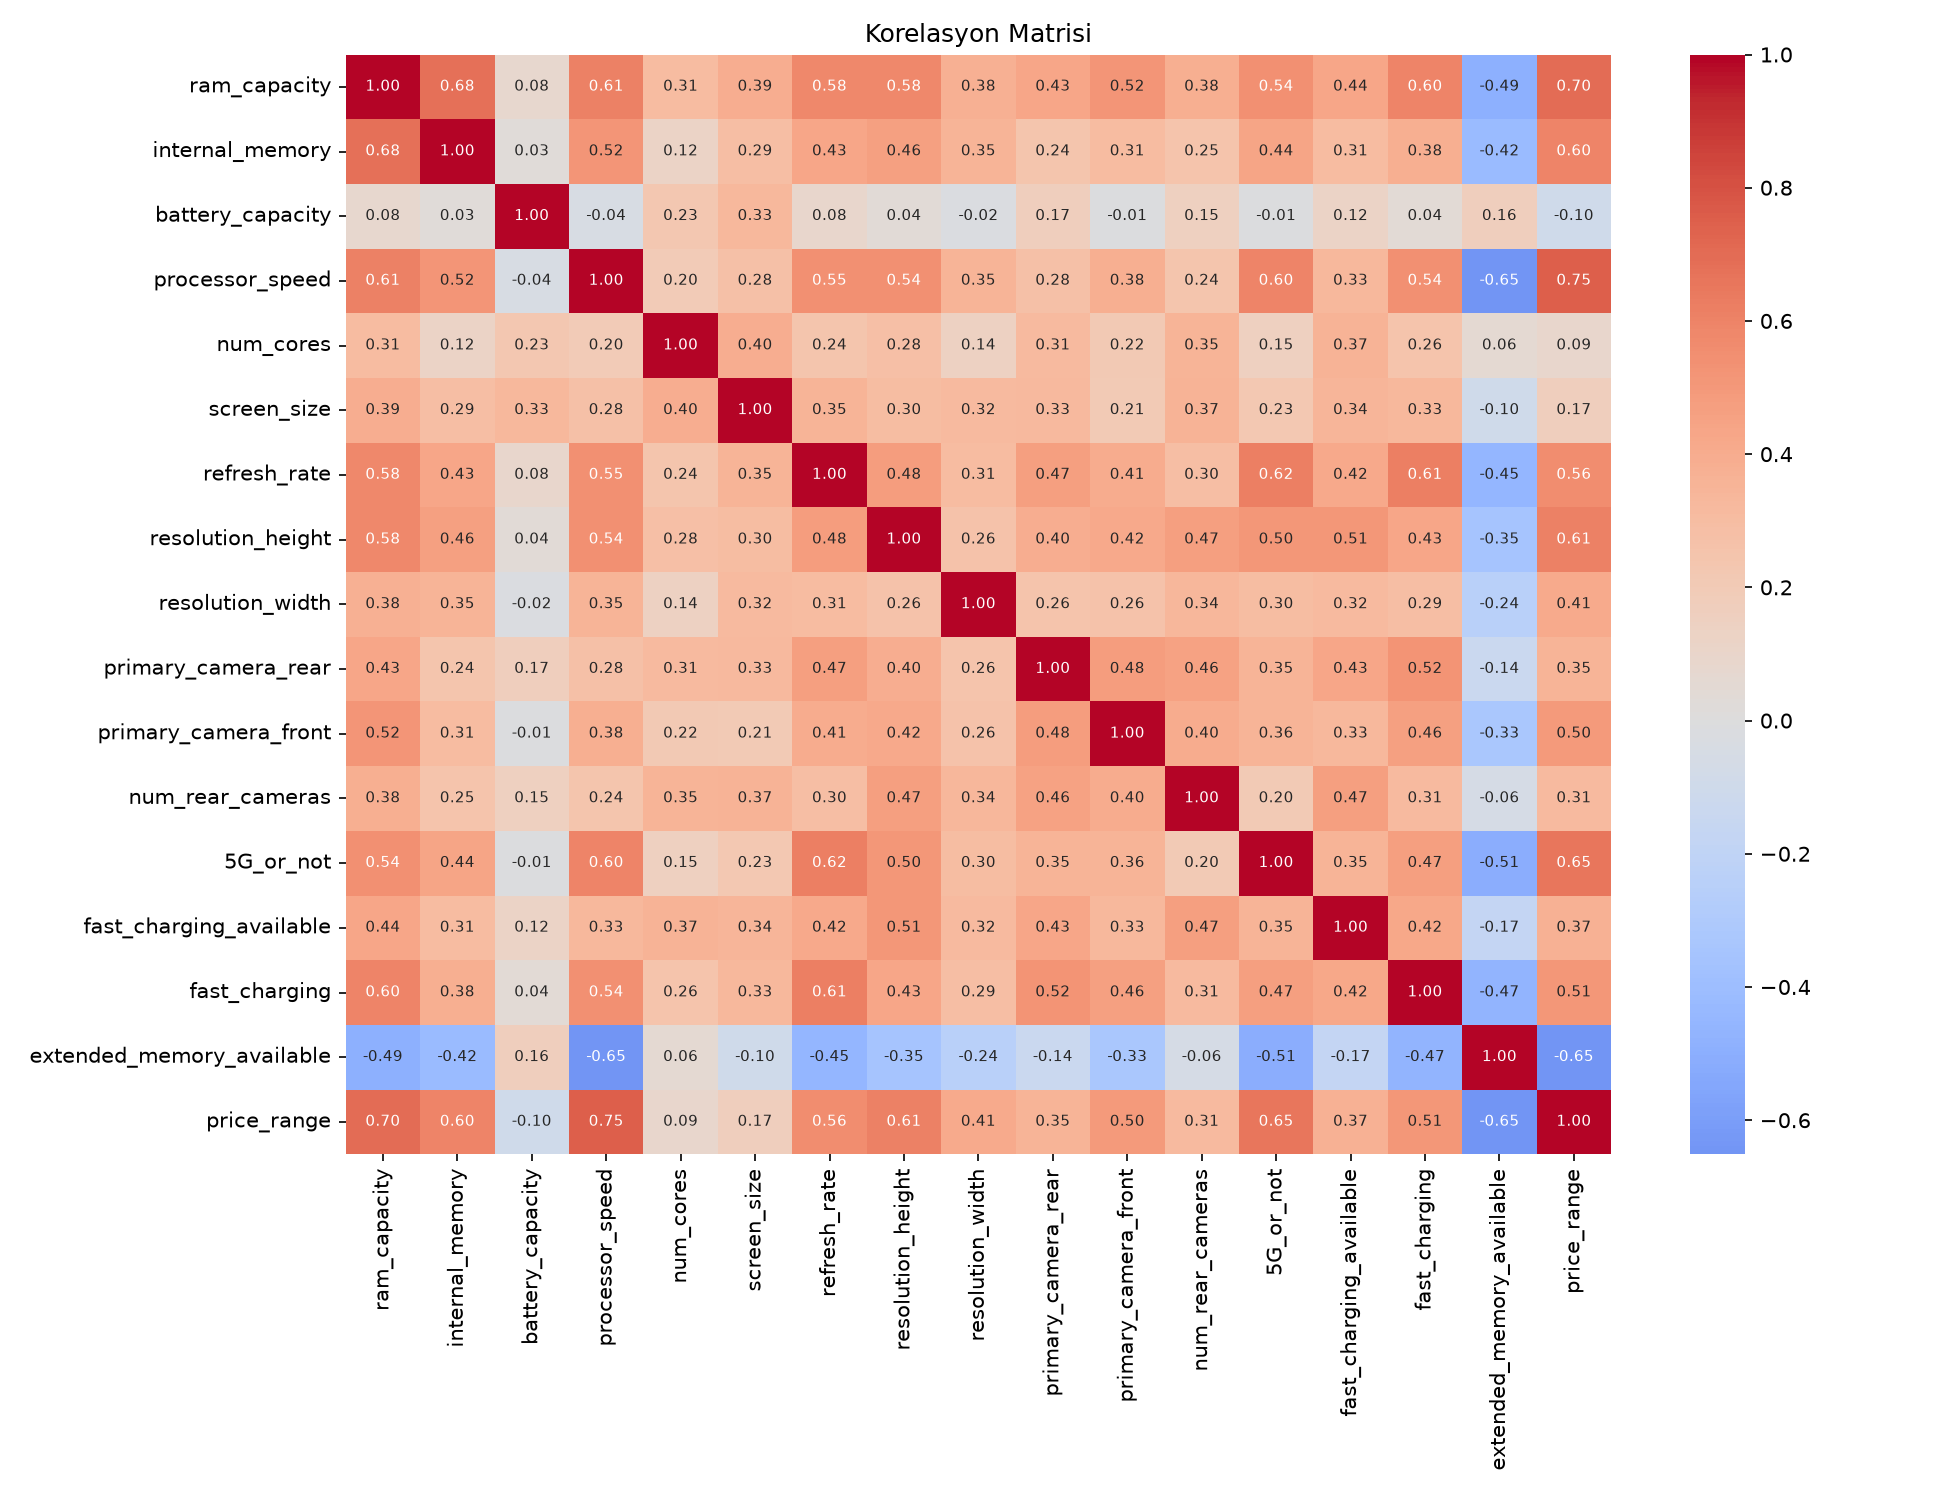 Korelasyon Matrisi
ram_capacity 1.00 0.68 0.08 0.61 0.31 0.39 0.58 0.58 0.38 0.43 0.52 0.38 0.54 0.44 0.60 -0.49 0.70
internal_memory 0.68 1.00 0.03 0.52 0.12 0.29 0.43 0.46 0.35 0.24 0.31 0.25 0.44 0.31 0.38 -0.42 0.60
battery_capacity 0.08 0.03 1.00 -0.04 0.23 0.33 0.08 0.04 -0.02 0.17 -0.01 0.15 -0.01 0.12 0.04 0.16 -0.10
processor_speed 0.61 0.52 -0.04 1.00 0.20 0.28 0.55 0.54 0.35 0.28 0.38 0.24 0.60 0.33 0.54 -0.65 0.75
num_cores 0.31 0.12 0.23 0.20 1.00 0.40 0.24 0.28 0.14 0.31 0.22 0.35 0.15 0.37 0.26 0.06 0.09
screen_size 0.39 0.29 0.33 0.28 0.40 1.00 0.35 0.30 0.32 0.33 0.21 0.37 0.23 0.34 0.33 -0.10 0.17
refresh_rate 0.58 0.43 0.08 0.55 0.24 0.35 1.00 0.48 0.31 0.47 0.41 0.30 0.62 0.42 0.61 -0.45 0.56
resolution_height 0.58 0.46 0.04 0.54 0.28 0.30 0.48 1.00 0.26 0.40 0.42 0.47 0.50 0.51 0.43 -0.35 0.61
resolution_width 0.38 0.35 -0.02 0.35 0.14 0.32 0.31 0.26 1.00 0.26 0.26 0.34 0.30 0.32 0.29 -0.24 0.41
primary_camera_rear 0.43 0.24 0.17 0.28 0.31 0.33 0.47 0.40 0.26 1.00 0.48 0.46 0.35 0.43 0.52 -0.14 0.35
primary_camera_front 0.52 0.31 -0.01 0.38 0.22 0.21 0.41 0.42 0.26 0.48 1.00 0.40 0.36 0.33 0.46 -0.33 0.50
num_rear_cameras 0.38 0.25 0.15 0.24 0.35 0.37 0.30 0.47 0.34 0.46 0.40 1.00 0.20 0.47 0.31 -0.06 0.31
5G_or_not 0.54 0.44 -0.01 0.60 0.15 0.23 0.62 0.50 0.30 0.35 0.36 0.20 1.00 0.35 0.47 -0.51 0.65
fast_charging_available 0.44 0.31 0.12 0.33 0.37 0.34 0.42 0.51 0.32 0.43 0.33 0.47 0.35 1.00 0.42 -0.17 0.37
fast_charging 0.60 0.38 0.04 0.54 0.26 0.33 0.61 0.43 0.29 0.52 0.46 0.31 0.47 0.42 1.00 -0.47 0.51
extended_memory_available -0.49 -0.42 0.16 -0.65 0.06 -0.10 -0.45 -0.35 -0.24 -0.14 -0.33 -0.06 -0.51 -0.17 -0.47 1.00 -0.65
price_range 0.70 0.60 -0.10 0.75 0.09 0.17 0.56 0.61 0.41 0.35 0.50 0.31 0.65 0.37 0.51 -0.65 1.00
ram_capacity
internal_memory
battery_capacity
processor_speed
num_cores
screen_size
refresh_rate
resolution_height
resolution_width
primary_camera_rear
primary_camera_front
num_rear_cameras
5G_or_not
fast_charging_available
fast_charging
extended_memory_available
price_range
1.0
0.8
0.6
0.4
0.2
0.0
−0.2
−0.4
−0.6